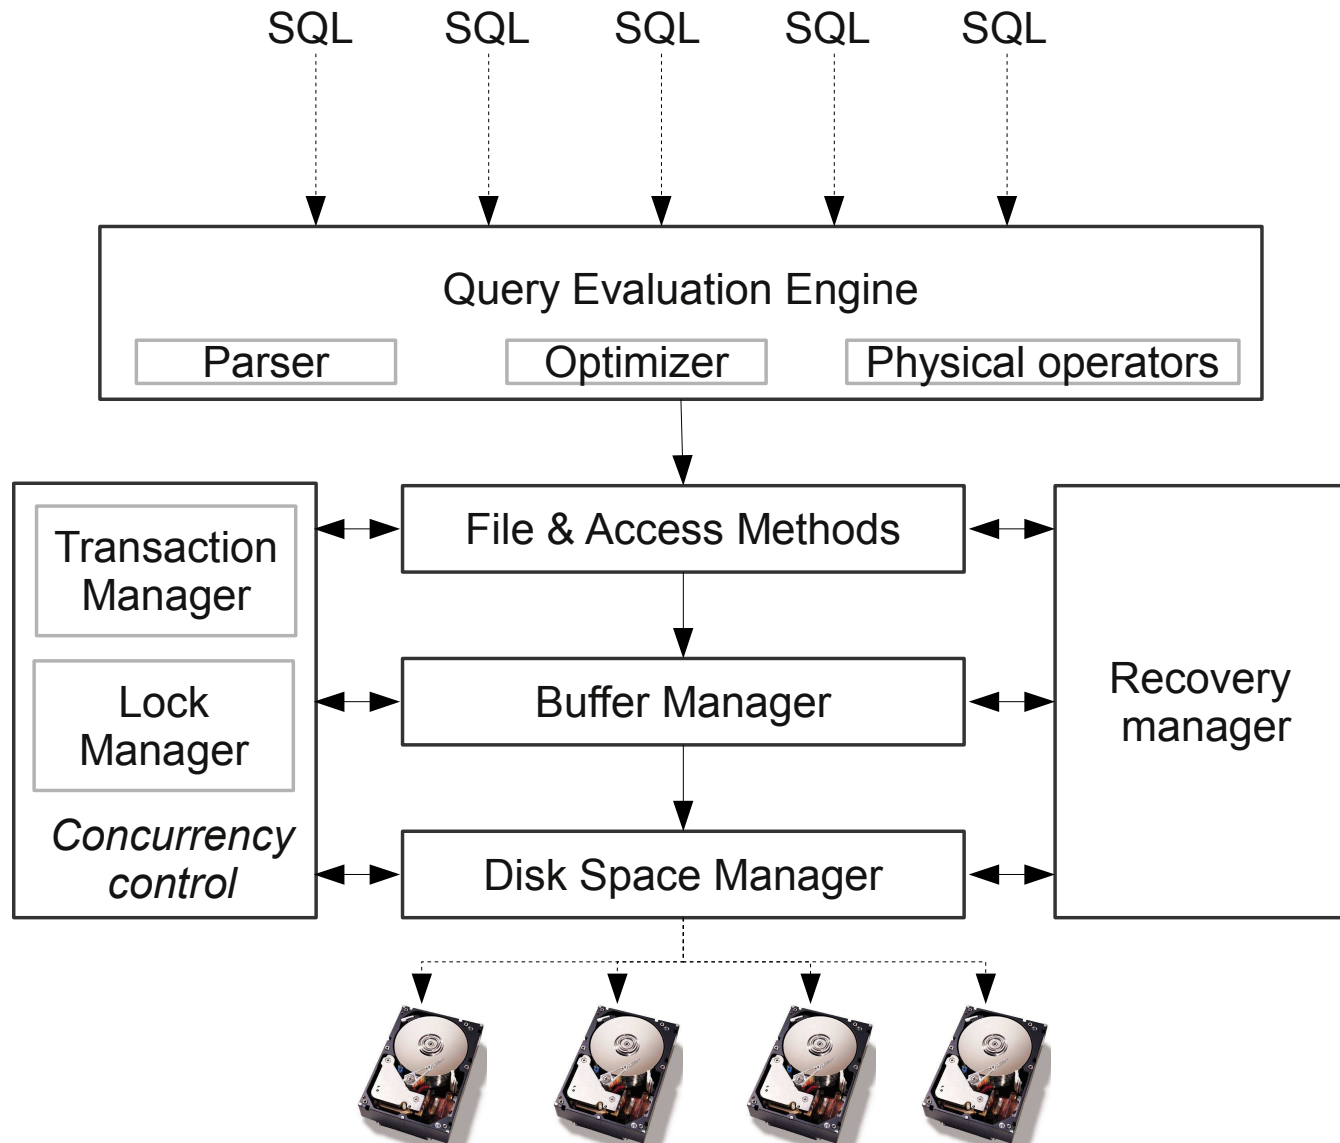 SQL SQL SQL SQL SQL
Query Evaluation Engine
Parser Optimizer Physical operators
Transaction
Manager
Lock
Manager
Concurrency
control
File & Access Methods
Buffer Manager
Disk Space Manager
Recovery
manager